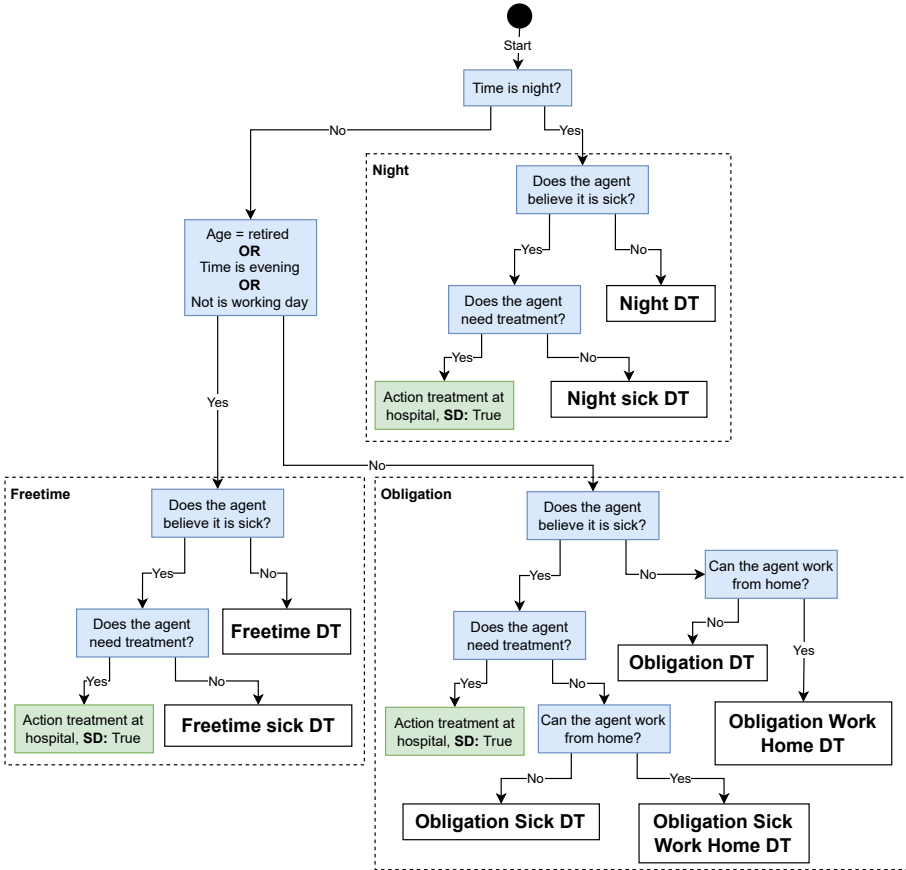 Start
Time is night?
No
Yes
Night
Does the agent
believe it is sick?
Yes
No
Night DT
Does the agent
need treatment?
Yes
No
Action treatment at
hospital, SD: True
Night sick DT
Age = retired
OR
Time is evening
OR
Not is working day
Yes
No
Freetime
Does the agent
believe it is sick?
Yes
No
Freetime DT
Does the agent
need treatment?
Yes
No
Action treatment at
hospital, SD: True
Freetime sick DT
Obligation
Does the agent
believe it is sick?
Yes
No
Can the agent work
from home?
No
Yes
Obligation DT
Obligation Work
Home DT
Does the agent
need treatment?
Yes
No
Action treatment at
hospital, SD: True
Can the agent work
from home?
No
Yes
Obligation Sick DT
Obligation Sick
Work Home DT